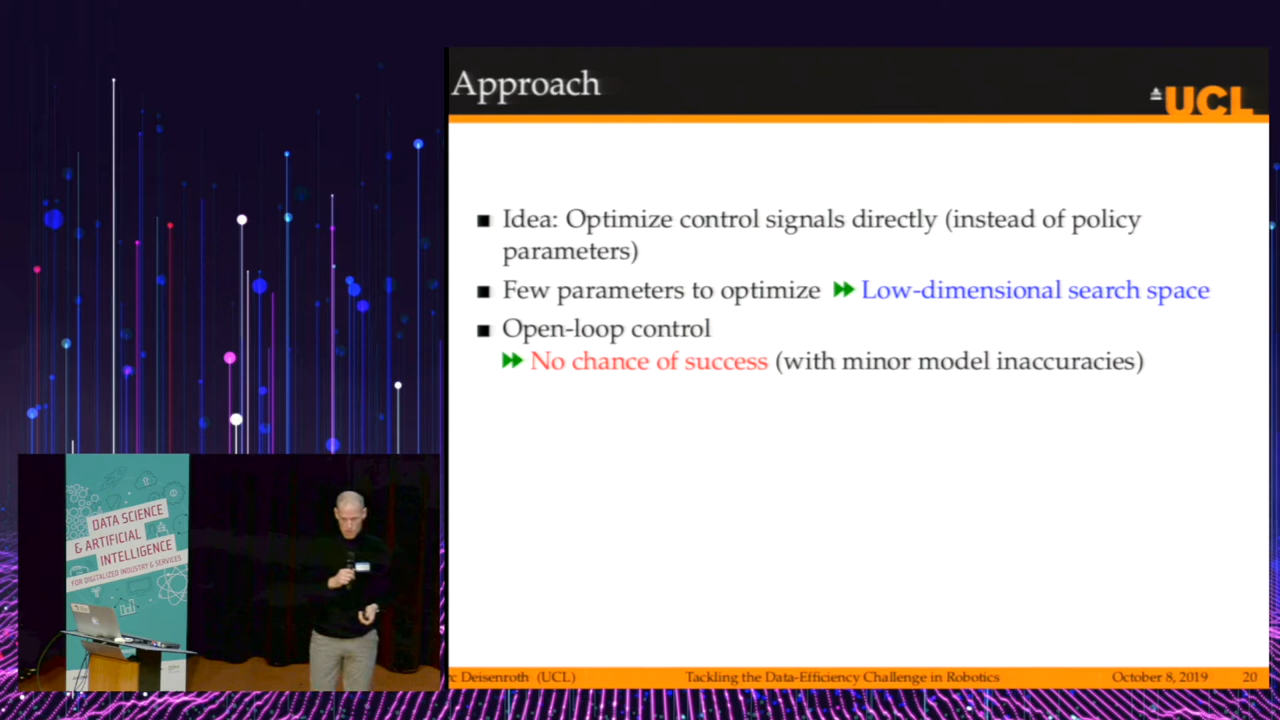 Approach
UCL
■ Idea: Optimize control signals directly (instead of policy
parameters)
■ Few parameters to optimize Low-dimensional search space
■ Open-loop control
No chance of success (with minor model inaccuracies)
DATA SCIENCE
& ARTIFICIAL
INTELLIGENCE
FOR DIGITALIZED INDUSTRY & SERVICES
c Deisenroth (UCL) Tackling the Data-Efficiency Challenge in Robotics October 8, 2019 20